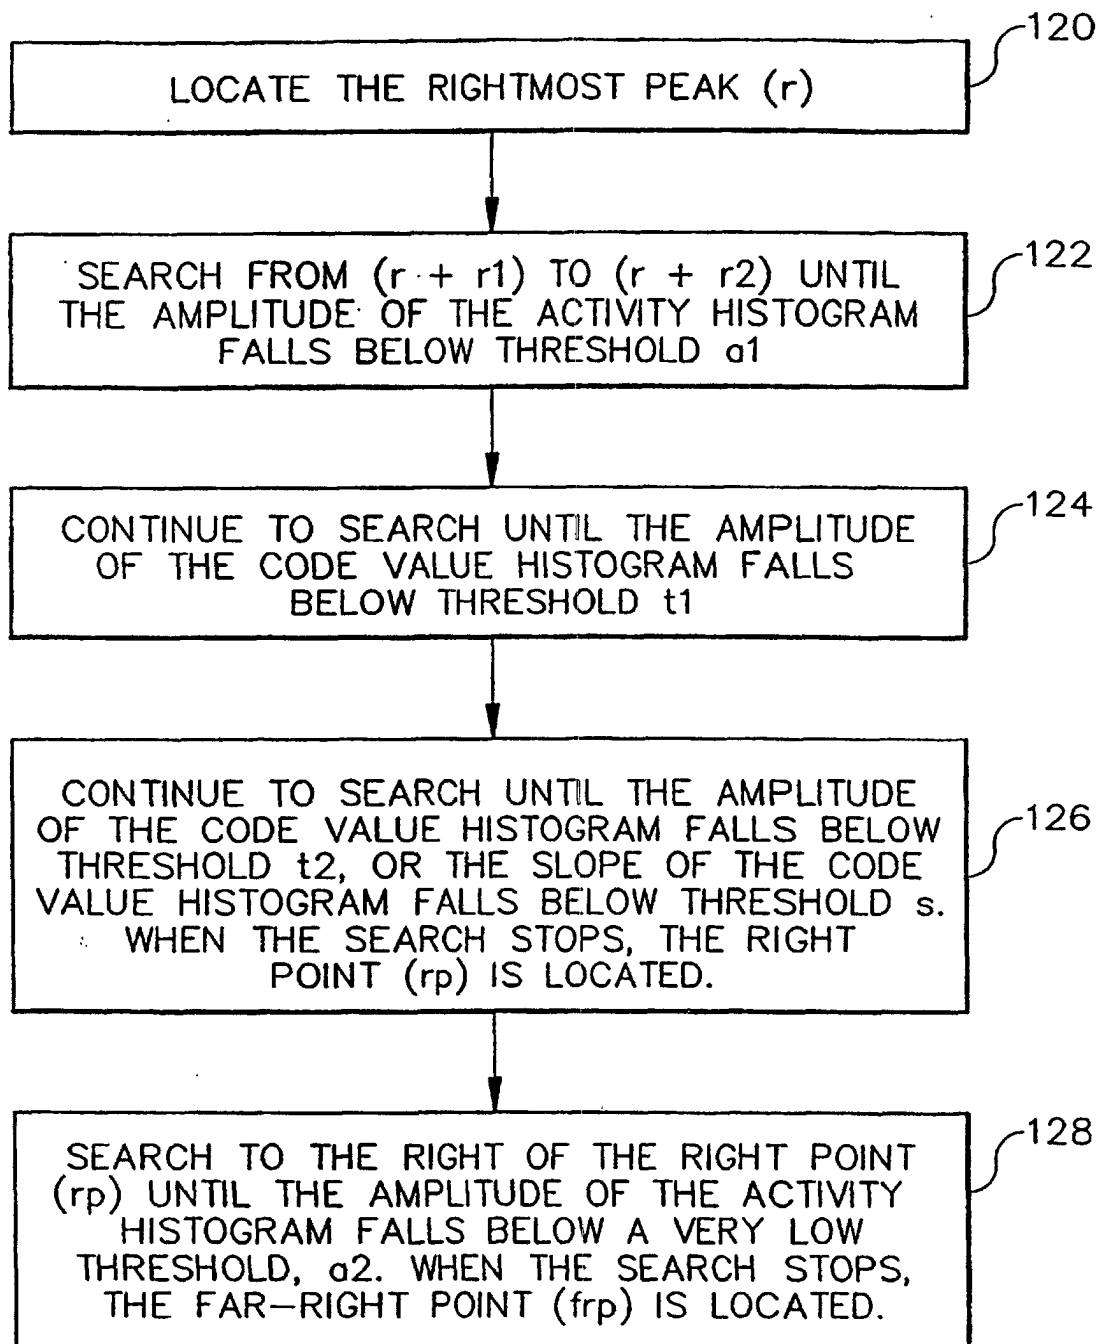 120
LOCATE THE RIGHTMOST PEAK (r)
122
SEARCH FROM (r + r1) TO (r + r2) UNTIL
THE AMPLITUDE OF THE ACTIVITY HISTOGRAM
FALLS BELOW THRESHOLD a1
124
CONTINUE TO SEARCH UNTIL THE AMPLITUDE
OF THE CODE VALUE HISTOGRAM FALLS
BELOW THRESHOLD t1
126
CONTINUE TO SEARCH UNTIL THE AMPLITUDE
OF THE CODE VALUE HISTOGRAM FALLS BELOW
THRESHOLD t2, OR THE SLOPE OF THE CODE
VALUE HISTOGRAM FALLS BELOW THRESHOLD s.
WHEN THE SEARCH STOPS, THE RIGHT
POINT (rp) IS LOCATED.
128
SEARCH TO THE RIGHT OF THE RIGHT POINT
(rp) UNTIL THE AMPLITUDE OF THE ACTIVITY
HISTOGRAM FALLS BELOW A VERY LOW
THRESHOLD, a2. WHEN THE SEARCH STOPS,
THE FAR–RIGHT POINT (frp) IS LOCATED.